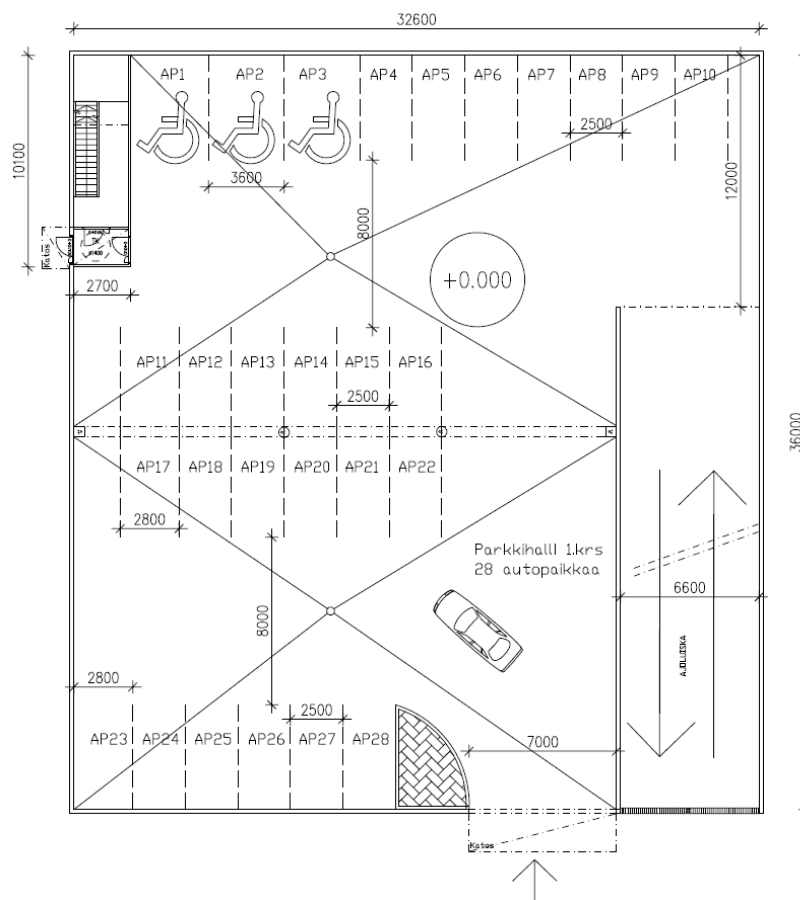 32600
AP1 AP2 AP3 AP4 AP5 AP6 AP7 AP8 AP9 AP10
2500
10100
12000
3600
8000
Katos
TK
+0.000
2700
AP11 AP12 AP13 AP14 AP15 AP16
2500
36000
AP17 AP18 AP19 AP20 AP21 AP22
2800
Parkkihalli 1.krs
28 autopaikkaa
8000
6600
AJOLUISKA
2800
2500
AP23 AP24 AP25 AP26 AP27 AP28
7000
Katos